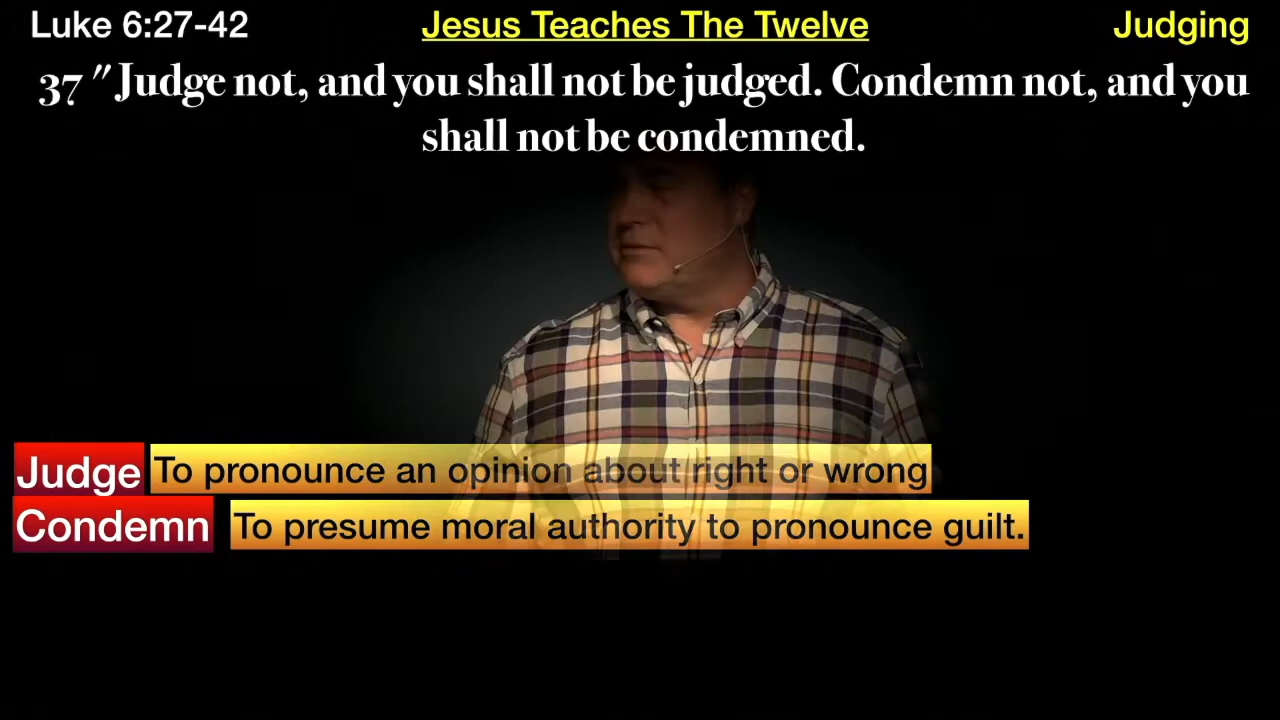 Luke 6:27-42 Jesus Teaches The Twelve Judging
37 "Judge not, and you shall not be judged. Condemn not, and you
shall not be condemned.
Judge To pronounce an opinion about right or wrong
Condemn To presume moral authority to pronounce guilt.